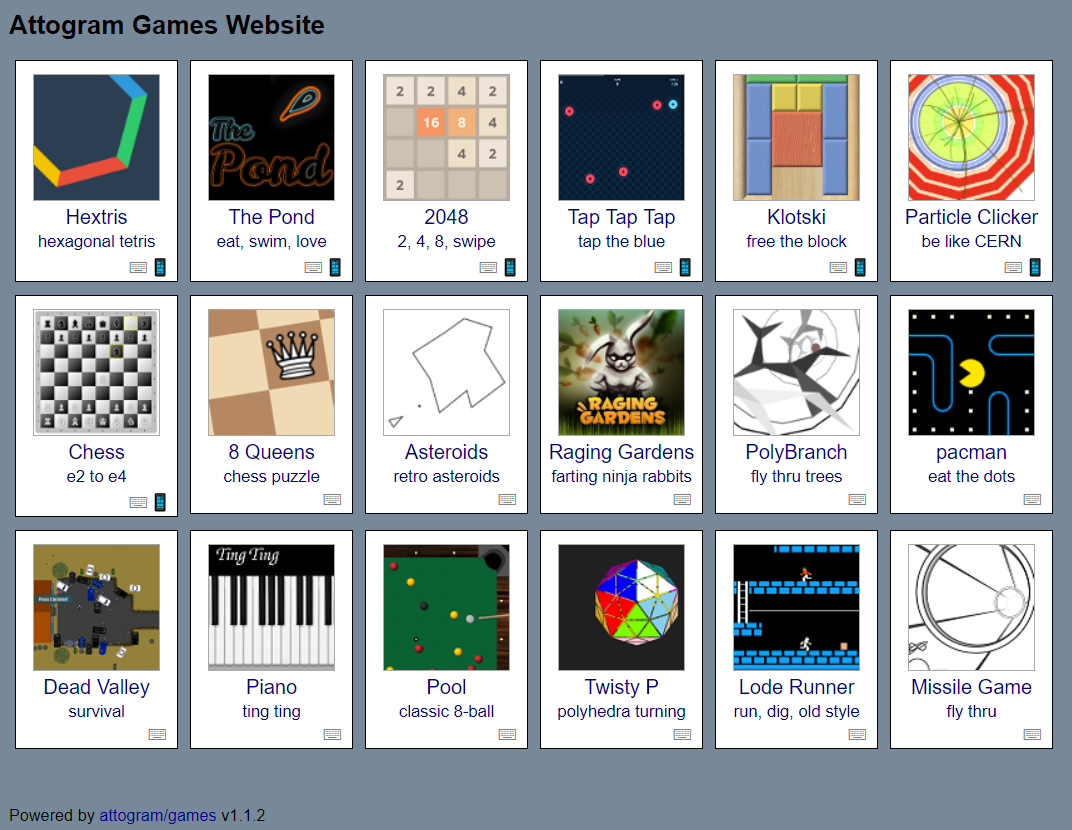 Attogram Games Website
The
Pond
2 2 4 2
16 8 4
4 2
2
Hextris
hexagonal tetris
The Pond
eat, swim, love
2048
2, 4, 8, swipe
Tap Tap Tap
tap the blue
Klotski
free the block
Particle Clicker
be like CERN
RAGING
GARDENS
Chess
e2 to e4
8 Queens
chess puzzle
Asteroids
retro asteroids
Raging Gardens
farting ninja rabbits
PolyBranch
fly thru trees
pacman
eat the dots
Ting Ting
Dead Valley
survival
Piano
ting ting
Pool
classic 8-ball
Twisty P
polyhedra turning
Lode Runner
run, dig, old style
Missile Game
fly thru
Powered by attogram/games v1.1.2